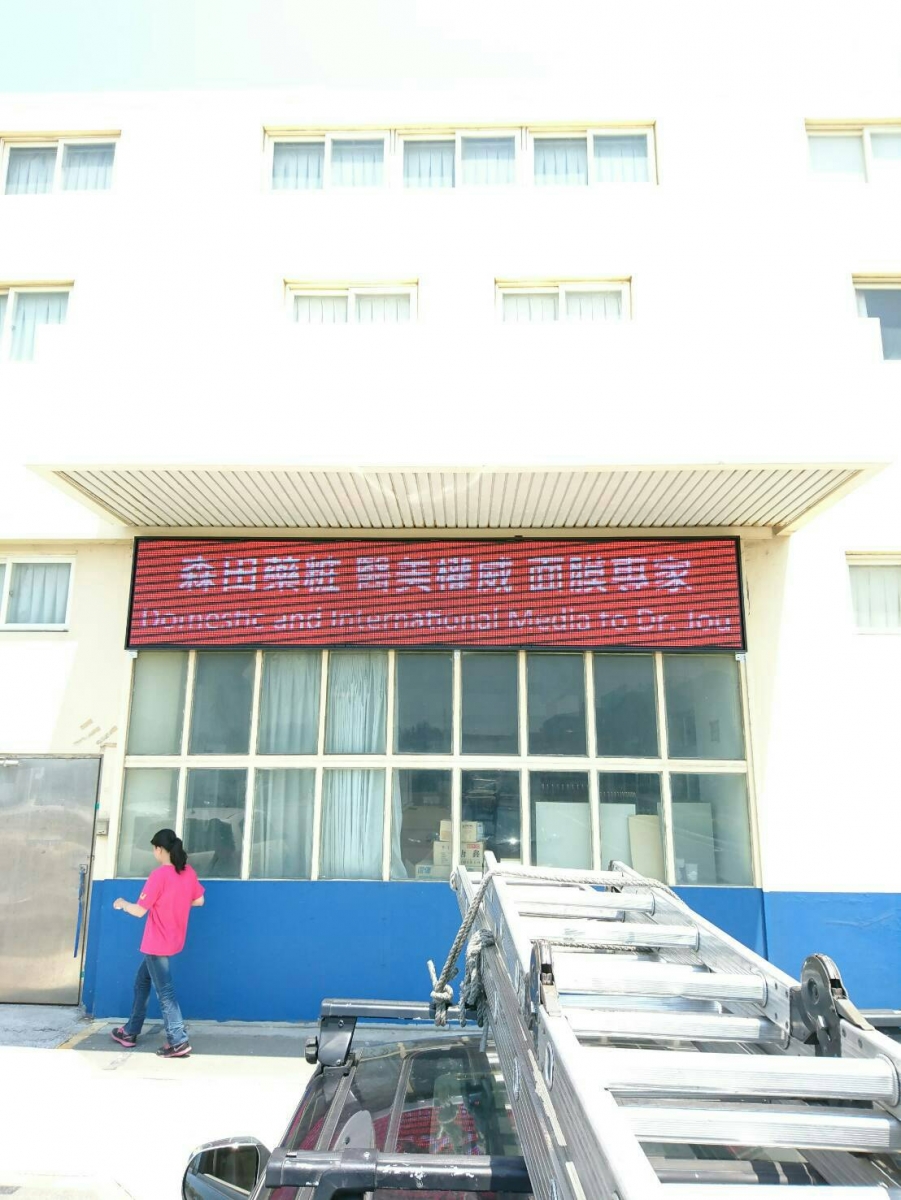 森田藥粧 醫美權威 面膜專家
Domestic and International Media to Dr. Jou